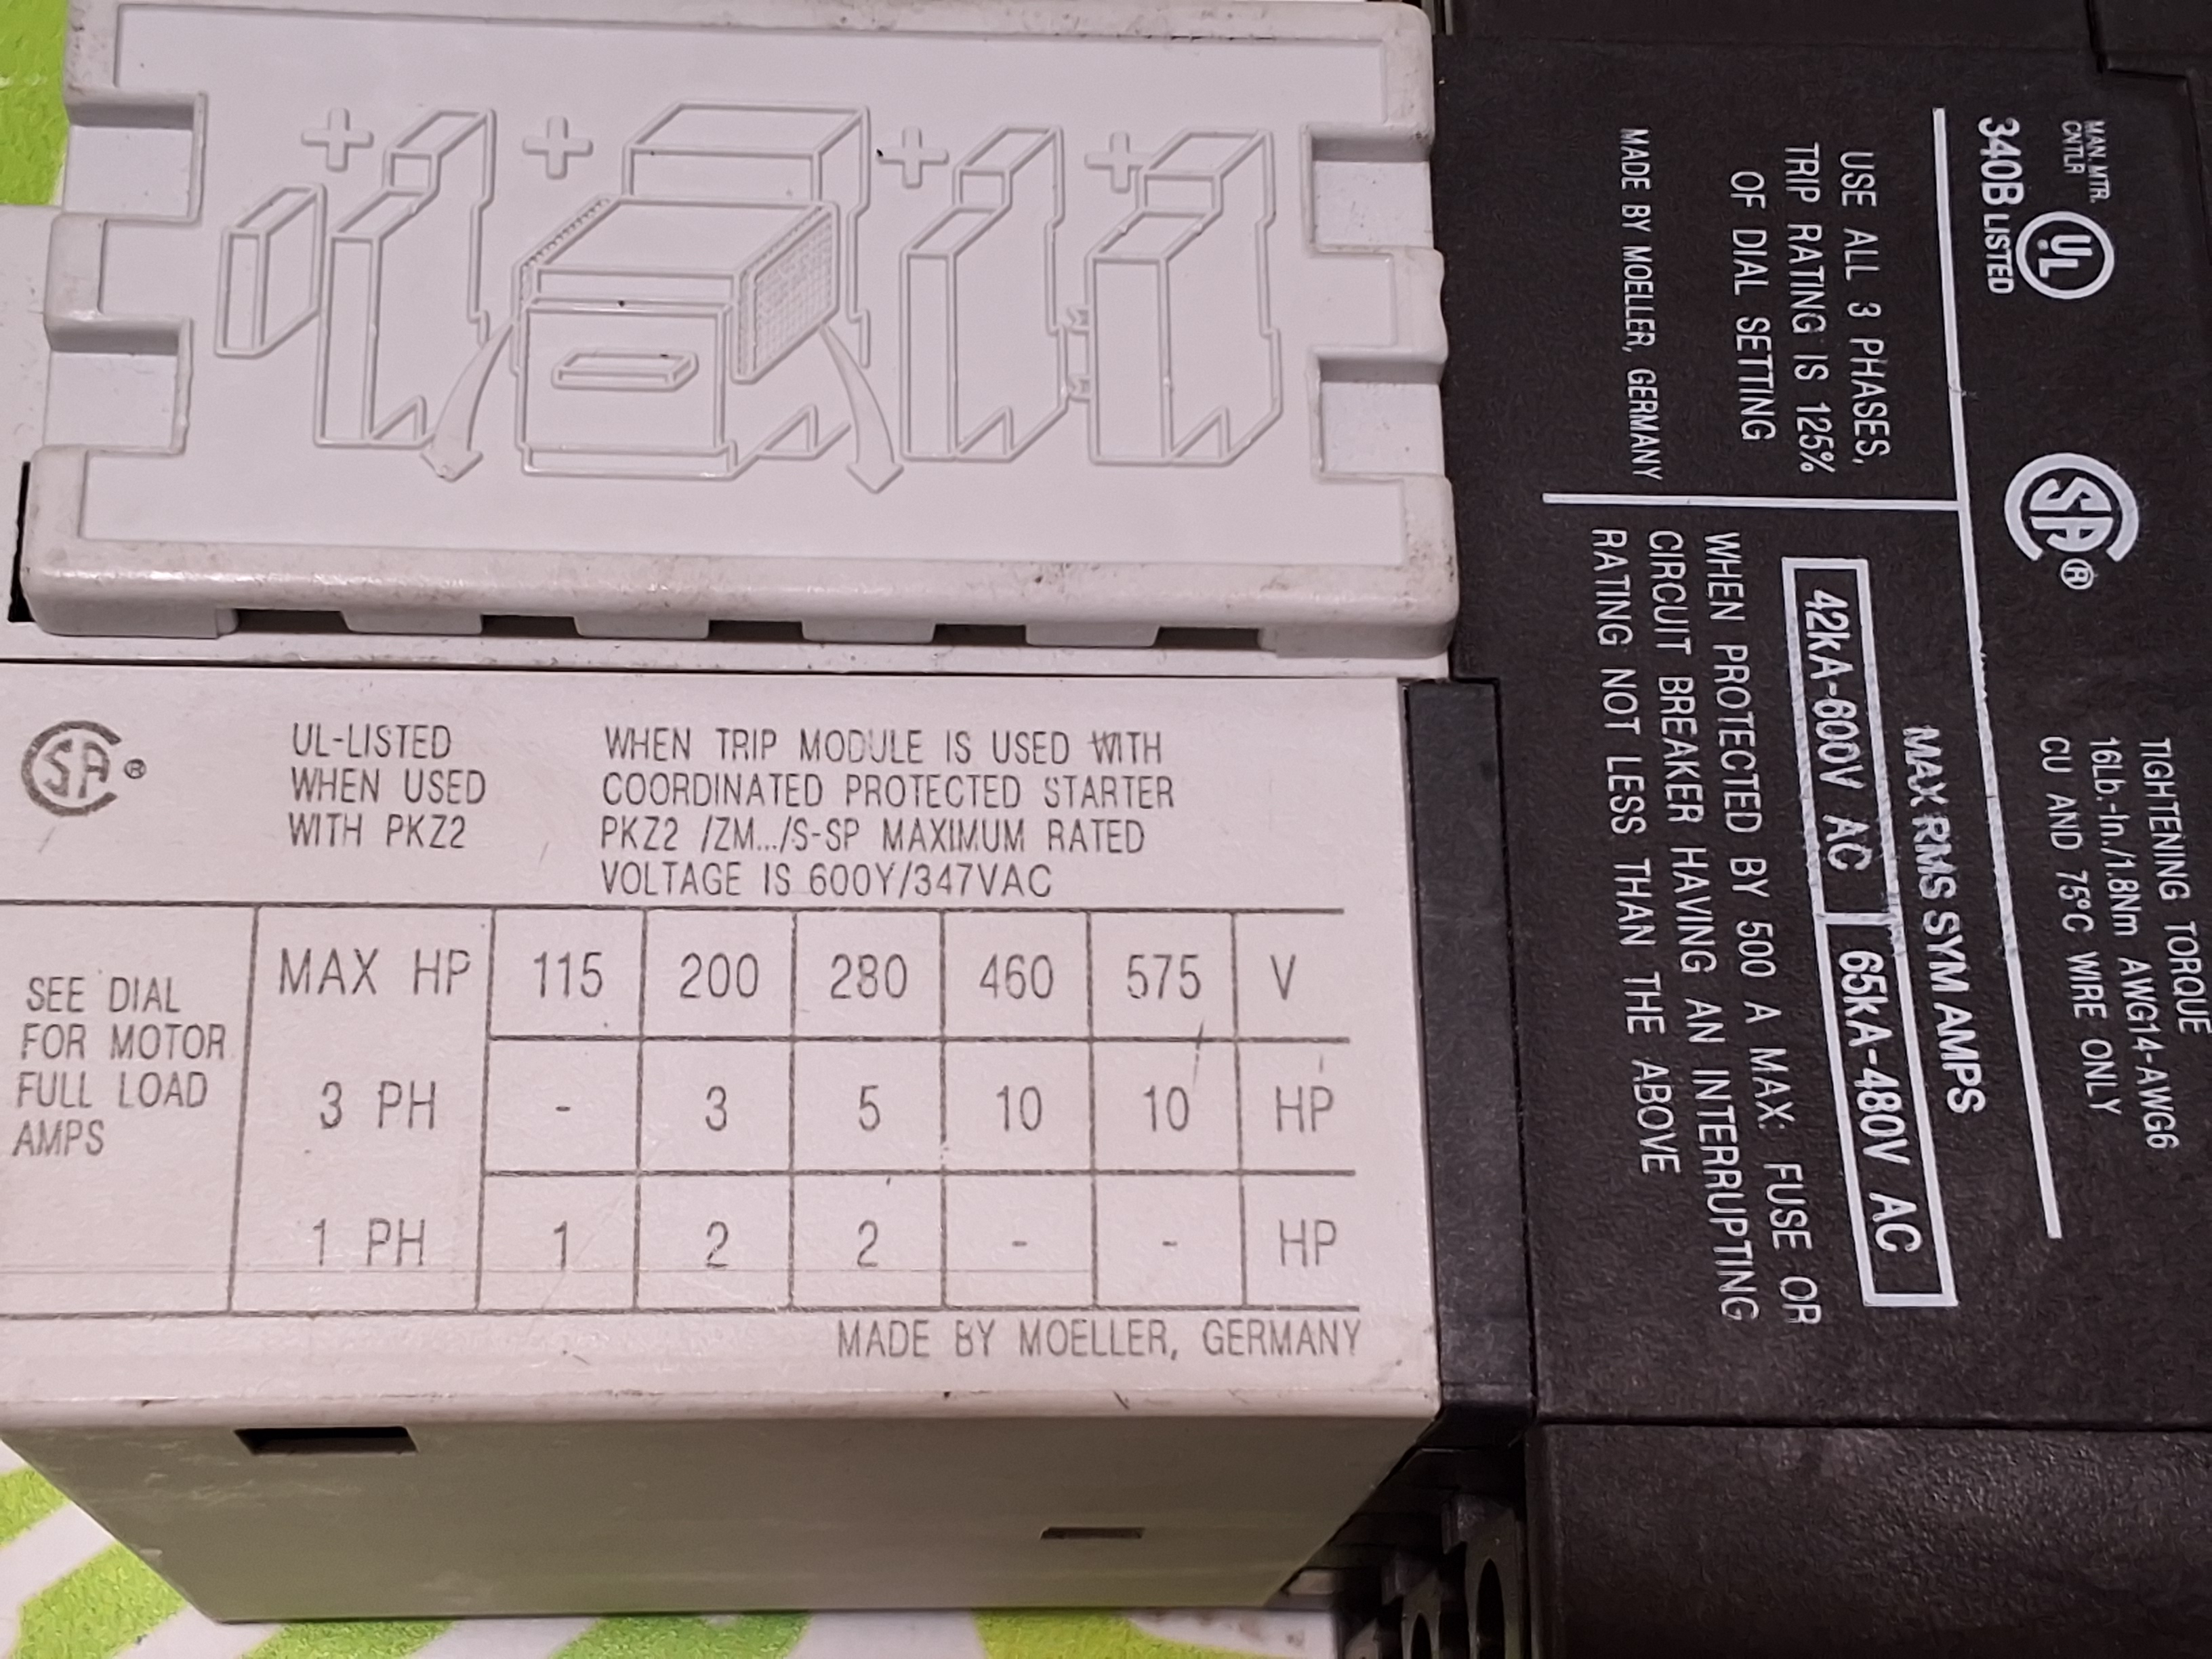 SA ®
UL-LISTED
WHEN USED
WITH PKZ2
WHEN TRIP MODULE IS USED WITH
COORDINATED PROTECTED STARTER
PKZ2 /ZM.../S-SP MAXIMUM RATED
VOLTAGE IS 600Y/347VAC
SEE DIAL
FOR MOTOR
FULL LOAD
AMPS
MAX HP 115 200 280 460 575 V
3 PH - 3 5 10 10 HP
1 PH 1 2 2 - - HP
MADE BY MOELLER, GERMANY
MAN. MTR.
CNTLR
UL
340B LISTED
SA ®
TIGHTENING TORQUE
16Lb.-In./1.8Nm AWG14-AWG6
CU AND 75°C WIRE ONLY
USE ALL 3 PHASES,
TRIP RATING IS 125%
OF DIAL SETTING
MADE BY MOELLER, GERMANY
MAX RMS SYM AMPS
42kA-600V AC 65kA-480V AC
WHEN PROTECTED BY 500 A MAX: FUSE OR
CIRCUIT BREAKER HAVING AN INTERRUPTING
RATING NOT LESS THAN THE ABOVE